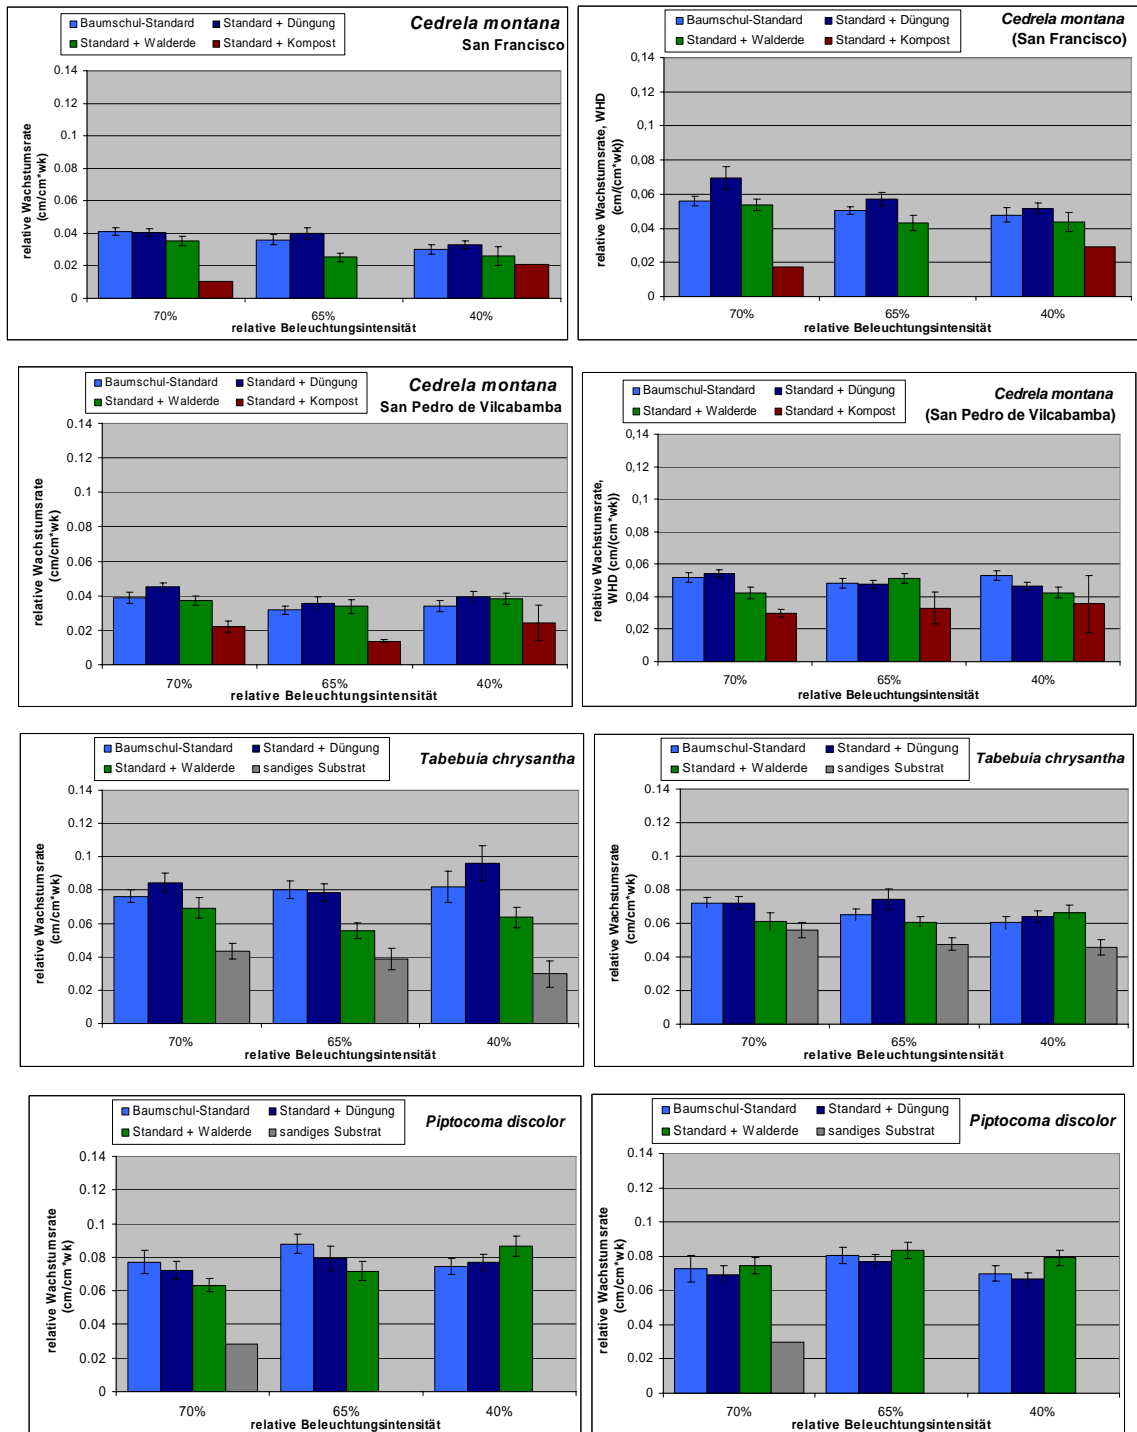 Baumschul-Standard
Standard + Düngung
Standard + Walderde
Standard + Kompost
Cedrela montana
San Francisco
relative Wachstumsrate
(cm/cm*wk)
0.14
0.12
0.1
0.08
0.06
0.04
0.02
0
70%
65%
40%
relative Beleuchtungsintensität
Baumschul-Standard
Standard + Düngung
Standard + Walderde
Standard + Kompost
Cedrela montana
(San Francisco)
relative Wachstumsrate, WHD
(cm/(cm*wk))
0,14
0,12
0,1
0,08
0,06
0,04
0,02
0
70%
65%
40%
relative Beleuchtungsintensität
Baumschul-Standard
Standard + Düngung
Standard + Walderde
Standard + Kompost
Cedrela montana
San Pedro de Vilcabamba
relative Wachstumsrate
(cm/cm*wk)
0.14
0.12
0.1
0.08
0.06
0.04
0.02
0
70%
65%
40%
relative Beleuchtungsintensität
Baumschul-Standard
Standard + Düngung
Standard + Walderde
Standard + Kompost
Cedrela montana
(San Pedro de Vilcabamba)
relative Wachstumsrate,
WHD (cm/(cm*wk))
0,14
0,12
0,1
0,08
0,06
0,04
0,02
0
70%
65%
40%
relative Beleuchtungsintensität
Baumschul-Standard
Standard + Düngung
Standard + Walderde
sandiges Substrat
Tabebuia chrysantha
relative Wachstumsrate
(cm/cm*wk)
0.14
0.12
0.1
0.08
0.06
0.04
0.02
0
70%
65%
40%
relative Beleuchtungsintensität
Baumschul-Standard
Standard + Düngung
Standard + Walderde
sandiges Substrat
Tabebuia chrysantha
relative Wachstumsrate
(cm/cm*wk)
0.14
0.12
0.1
0.08
0.06
0.04
0.02
0
70%
65%
40%
relative Beleuchtungsintensität
Baumschul-Standard
Standard + Düngung
Standard + Walderde
sandiges Substrat
Piptocoma discolor
relative Wachstumsrate
(cm/cm*wk)
0.14
0.12
0.1
0.08
0.06
0.04
0.02
0
70%
65%
40%
relative Beleuchtungsintensität
Baumschul-Standard
Standard + Düngung
Standard + Walderde
sandiges Substrat
Piptocoma discolor
relative Wachstumsrate
(cm/cm*wk)
0.14
0.12
0.1
0.08
0.06
0.04
0.02
0
70%
65%
40%
relative Beleuchtungsintensität